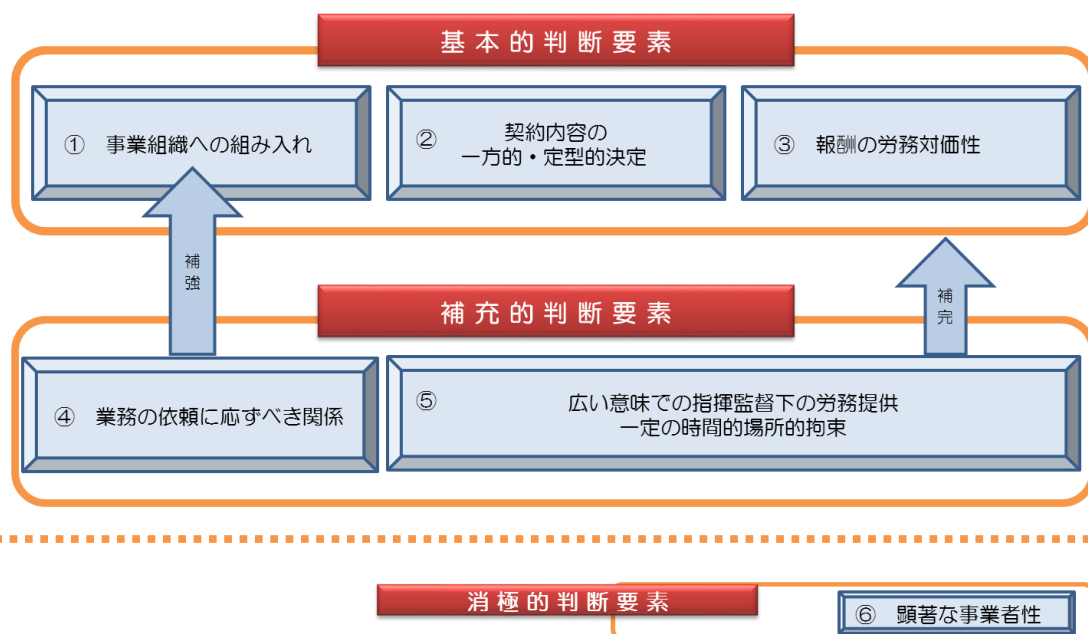 基本的判断要素
① 事業組織への組み入れ
② 契約内容の
一方的・定型的決定
③ 報酬の労務対価性
補
強
補
完
補充的判断要素
④ 業務の依頼に応ずべき関係
⑤ 広い意味での指揮監督下の労務提供
一定の時間的場所的拘束
消極的判断要素
⑥ 顕著な事業者性